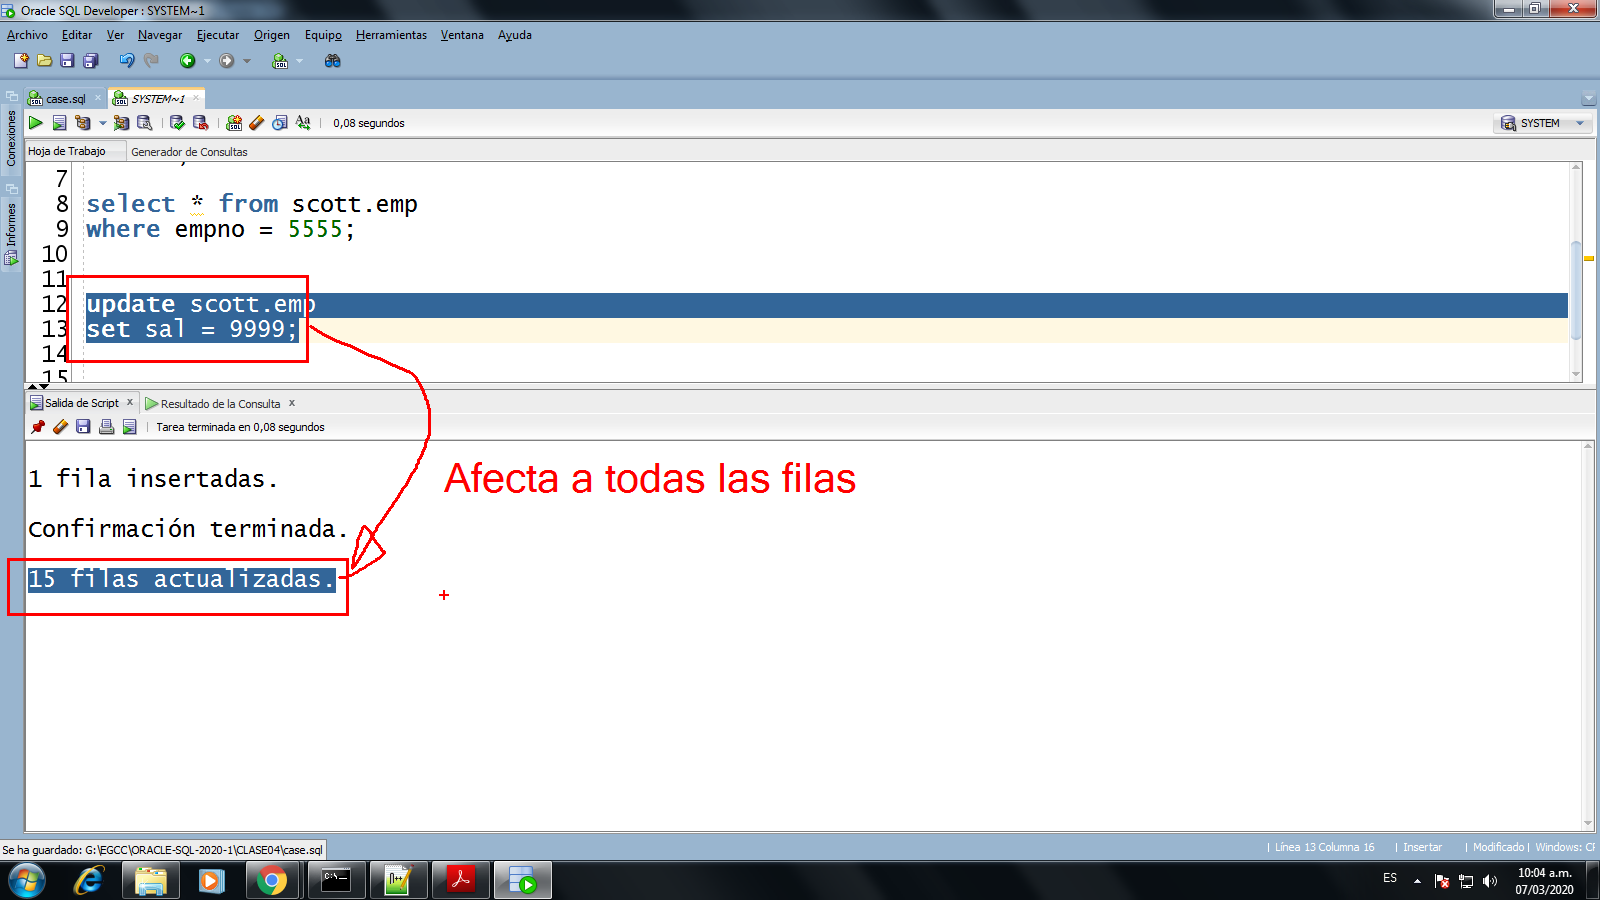 Oracle SQL Developer : SYSTEM~1
Archivo Editar Ver Navegar Ejecutar Origen Equipo Herramientas Ventana Ayuda
case.sql SYSTEM~1
0,08 segundos
SYSTEM
Conexiones
Informes
Hoja de Trabajo Generador de Consultas
7
8 select * from scott.emp
9 where empno = 5555;
10
11
12 update scott.emp
13 set sal = 9999;
14
15
Salida de Script x Resultado de la Consulta x
Tarea terminada en 0,08 segundos
1 fila insertadas.
Afecta a todas las filas
Confirmación terminada.
15 filas actualizadas.
Se ha guardado: G:\EGCC\ORACLE-SQL-2020-1\CLASE04\case.sql
| Línea 13 Columna 16 | Insertar | Modificado | Windows: CF
ES
10:04 a.m.
07/03/2020